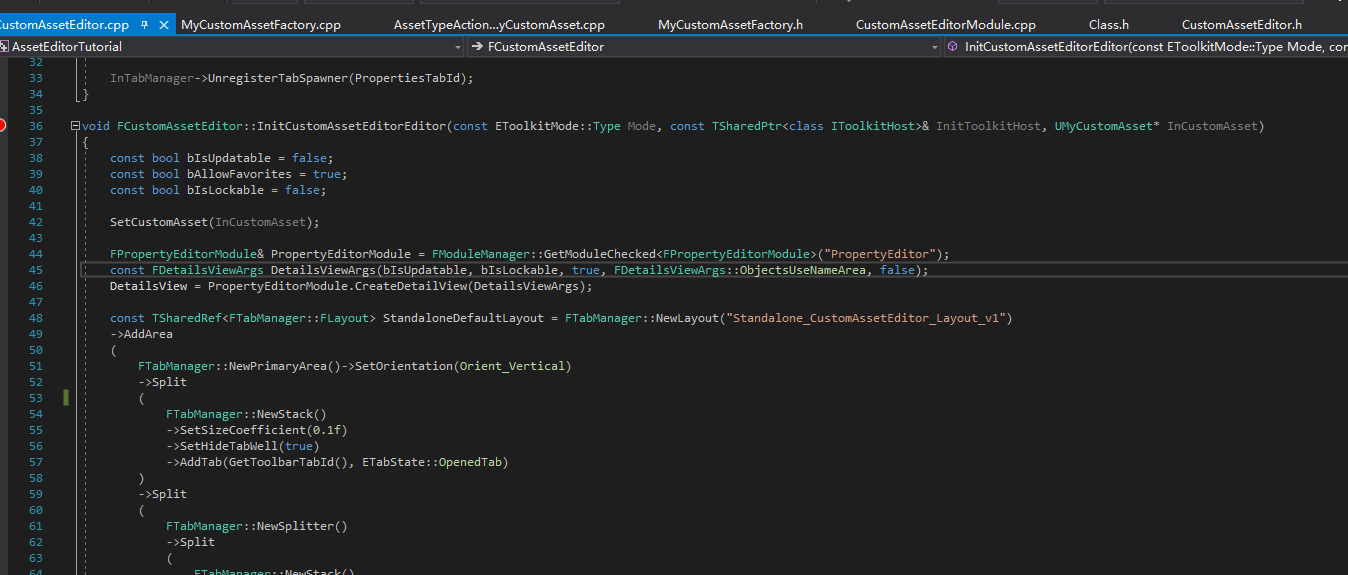 CustomAssetEditor.cpp MyCustomAssetFactory.cpp AssetTypeAction...yCustomAsset.cpp MyCustomAssetFactory.h CustomAssetEditorModule.cpp Class.h CustomAssetEditor.h
AssetEditorTutorial FCustomAssetEditor InitCustomAssetEditorEditor(const EToolkitMode::Type Mode, con
32
33 InTabManager->UnregisterTabSpawner(PropertiesTabId);
34 }
35
36 void FCustomAssetEditor::InitCustomAssetEditorEditor(const EToolkitMode::Type Mode, const TSharedPtr<class IToolkitHost>& InitToolkitHost, UMyCustomAsset* InCustomAsset)
37 {
38 const bool bIsUpdatable = false;
39 const bool bAllowFavorites = true;
40 const bool bIsLockable = false;
41
42 SetCustomAsset(InCustomAsset);
43
44 FPropertyEditorModule& PropertyEditorModule = FModuleManager::GetModuleChecked<FPropertyEditorModule>("PropertyEditor");
45 const FDetailsViewArgs DetailsViewArgs(bIsUpdatable, bIsLockable, true, FDetailsViewArgs::ObjectsUseNameArea, false);
46 DetailsView = PropertyEditorModule.CreateDetailView(DetailsViewArgs);
47
48 const TSharedRef<FTabManager::FLayout> StandaloneDefaultLayout = FTabManager::NewLayout("Standalone_CustomAssetEditor_Layout_v1")
49 ->AddArea
50 (
51 FTabManager::NewPrimaryArea()->SetOrientation(Orient_Vertical)
52 ->Split
53 (
54 FTabManager::NewStack()
55 ->SetSizeCoefficient(0.1f)
56 ->SetHideTabWell(true)
57 ->AddTab(GetToolbarTabId(), ETabState::OpenedTab)
58 )
59 ->Split
60 (
61 FTabManager::NewSplitter()
62 ->Split
63 (
64 FTabManager::NewStack()